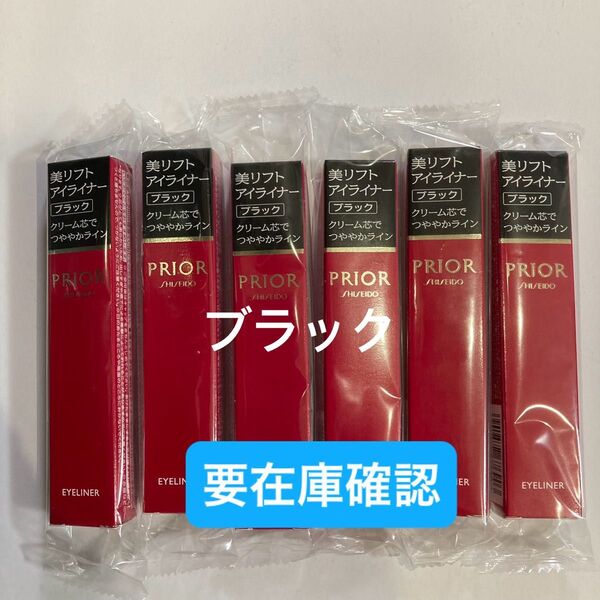 美リフト
アイライナー
ブラック
クリーム芯で
つややかライン
PRIOR
SHISEIDO
EYELINER
美リフト
アイライナー
ブラック
クリーム芯で
つややかライン
PRIOR
SHISEIDO
EYELINER
美リフト
アイライナー
ブラック
クリーム芯で
つややかライン
PRIOR
SHISEIDO
美リフト
アイライナー
ブラック
クリーム芯で
つややかライン
PRIOR
SHISEIDO
美リフト
アイライナー
ブラック
クリーム芯で
つややかライン
PRIOR
SHISEIDO
EYELINER
美リフト
アイライナー
ブラック
クリーム芯で
つややかライン
PRIOR
SHISEIDO
EYELINER
ブラック
要在庫確認